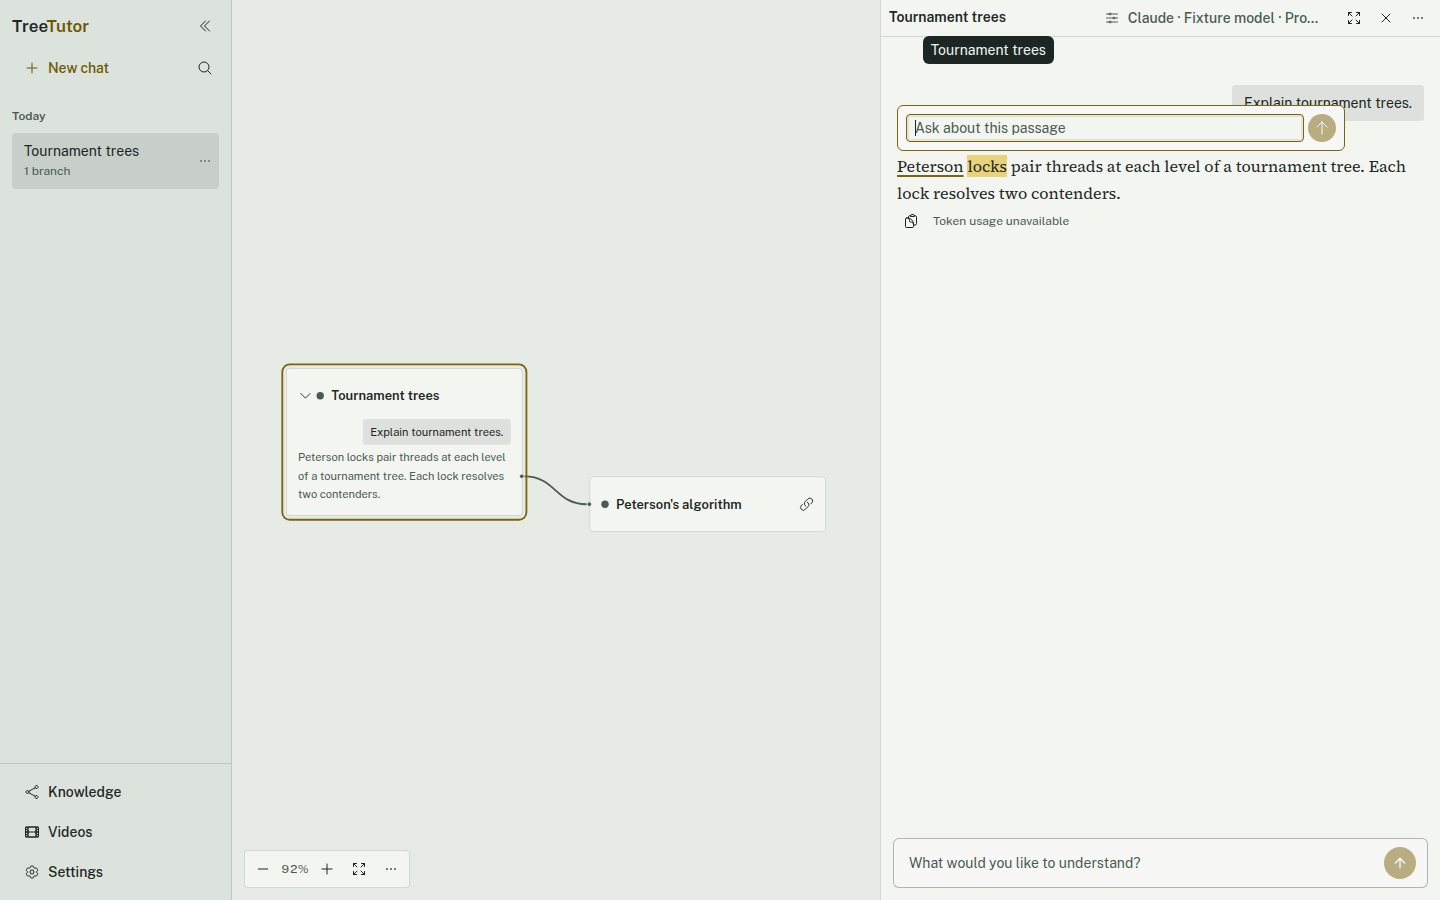 TreeTutor
New chat
Today
Tournament trees
1 branch
Knowledge
Videos
Settings
Tournament trees
Explain tournament trees.
Peterson locks pair threads at each level
of a tournament tree. Each lock resolves
two contenders.
Peterson's algorithm
92%
Tournament trees
Claude · Fixture model · Pro...
Tournament trees
Explain tournament trees.
Ask about this passage
Peterson locks pair threads at each level of a tournament tree. Each
lock resolves two contenders.
Token usage unavailable
What would you like to understand?